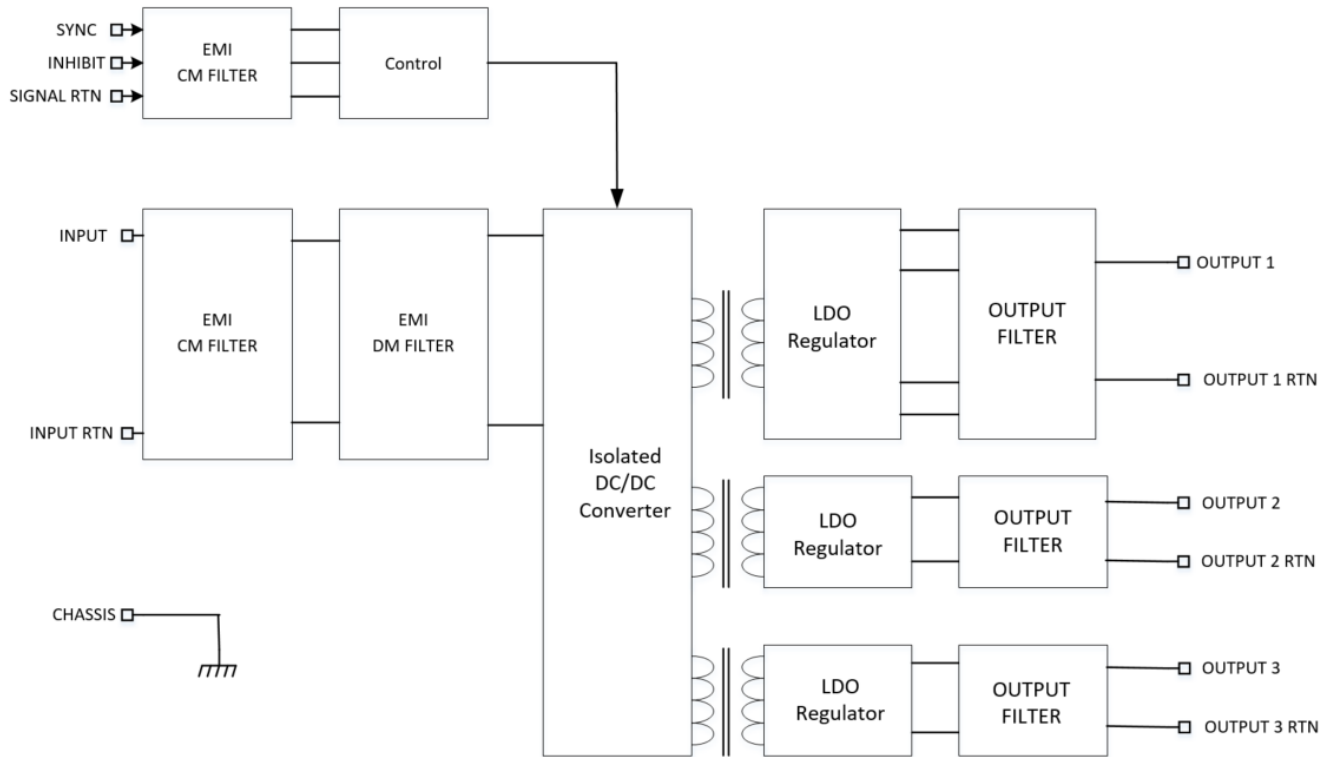 SYNC
INHIBIT
SIGNAL RTN
EMI
CM FILTER
Control
INPUT
INPUT RTN
EMI
CM FILTER
EMI
DM FILTER
Isolated
DC/DC
Converter
LDO
Regulator
OUTPUT
FILTER
OUTPUT 1
OUTPUT 1 RTN
LDO
Regulator
OUTPUT
FILTER
OUTPUT 2
OUTPUT 2 RTN
CHASSIS
LDO
Regulator
OUTPUT
FILTER
OUTPUT 3
OUTPUT 3 RTN